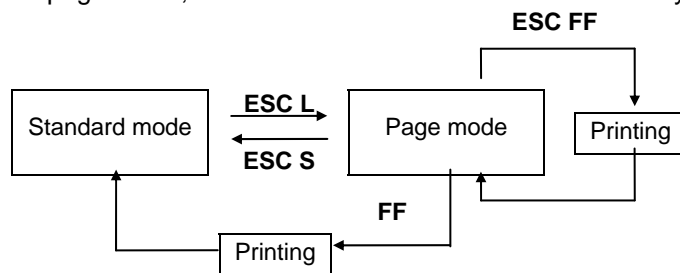 ESC FF
Standard mode
ESC L
ESC S
Page mode
Printing
FF
Printing